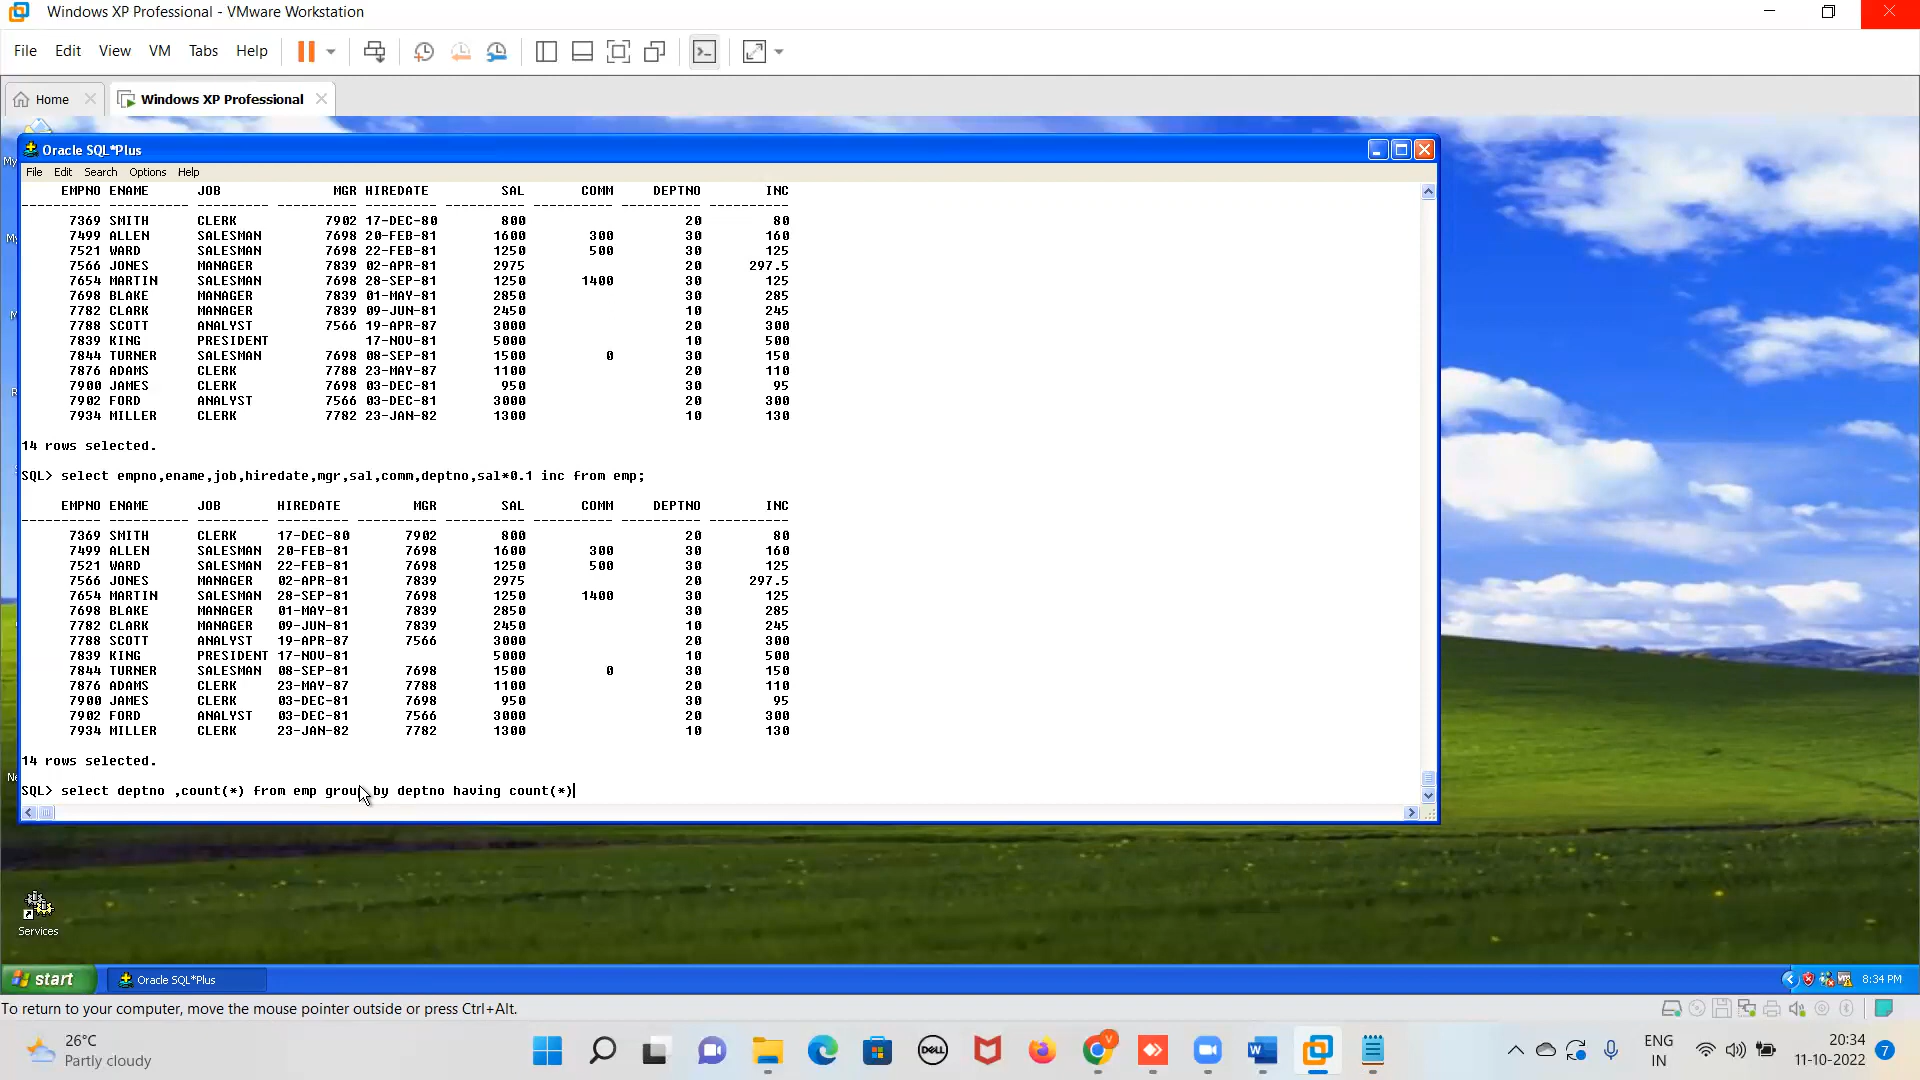 Windows XP Professional - VMware Workstation
File Edit View VM Tabs Help
Home Windows XP Professional
Oracle SQL*Plus
File Edit Search Options Help
EMPNO ENAME JOB MGR HIREDATE SAL COMM DEPTNO INC
---------- ---------- --------- ---------- --------- ---------- ---------- ---------- ----------
7369 SMITH CLERK 7902 17-DEC-80 800 20 80
7499 ALLEN SALESMAN 7698 20-FEB-81 1600 300 30 160
7521 WARD SALESMAN 7698 22-FEB-81 1250 500 30 125
7566 JONES MANAGER 7839 02-APR-81 2975 20 297.5
7654 MARTIN SALESMAN 7698 28-SEP-81 1250 1400 30 125
7698 BLAKE MANAGER 7839 01-MAY-81 2850 30 285
7782 CLARK MANAGER 7839 09-JUN-81 2450 10 245
7788 SCOTT ANALYST 7566 19-APR-87 3000 20 300
7839 KING PRESIDENT 17-NOV-81 5000 10 500
7844 TURNER SALESMAN 7698 08-SEP-81 1500 0 30 150
7876 ADAMS CLERK 7788 23-MAY-87 1100 20 110
7900 JAMES CLERK 7698 03-DEC-81 950 30 95
7902 FORD ANALYST 7566 03-DEC-81 3000 20 300
7934 MILLER CLERK 7782 23-JAN-82 1300 10 130
14 rows selected.
SQL> select empno,ename,job,hiredate,mgr,sal,comm,deptno,sal*0.1 inc from emp;
EMPNO ENAME JOB HIREDATE MGR SAL COMM DEPTNO INC
---------- ---------- --------- --------- ---------- ---------- ---------- ---------- ----------
7369 SMITH CLERK 17-DEC-80 7902 800 20 80
7499 ALLEN SALESMAN 20-FEB-81 7698 1600 300 30 160
7521 WARD SALESMAN 22-FEB-81 7698 1250 500 30 125
7566 JONES MANAGER 02-APR-81 7839 2975 20 297.5
7654 MARTIN SALESMAN 28-SEP-81 7698 1250 1400 30 125
7698 BLAKE MANAGER 01-MAY-81 7839 2850 30 285
7782 CLARK MANAGER 09-JUN-81 7839 2450 10 245
7788 SCOTT ANALYST 19-APR-87 7566 3000 20 300
7839 KING PRESIDENT 17-NOV-81 5000 10 500
7844 TURNER SALESMAN 08-SEP-81 7698 1500 0 30 150
7876 ADAMS CLERK 23-MAY-87 7788 1100 20 110
7900 JAMES CLERK 03-DEC-81 7698 950 30 95
7902 FORD ANALYST 03-DEC-81 7566 3000 20 300
7934 MILLER CLERK 23-JAN-82 7782 1300 10 130
14 rows selected.
SQL> select deptno ,count(*) from emp group by deptno having count(*)
Services
start Oracle SQL*Plus 8:34 PM
To return to your computer, move the mouse pointer outside or press Ctrl+Alt.
26°C
Partly cloudy
DELL
V
ENG
IN
20:34
11-10-2022
7